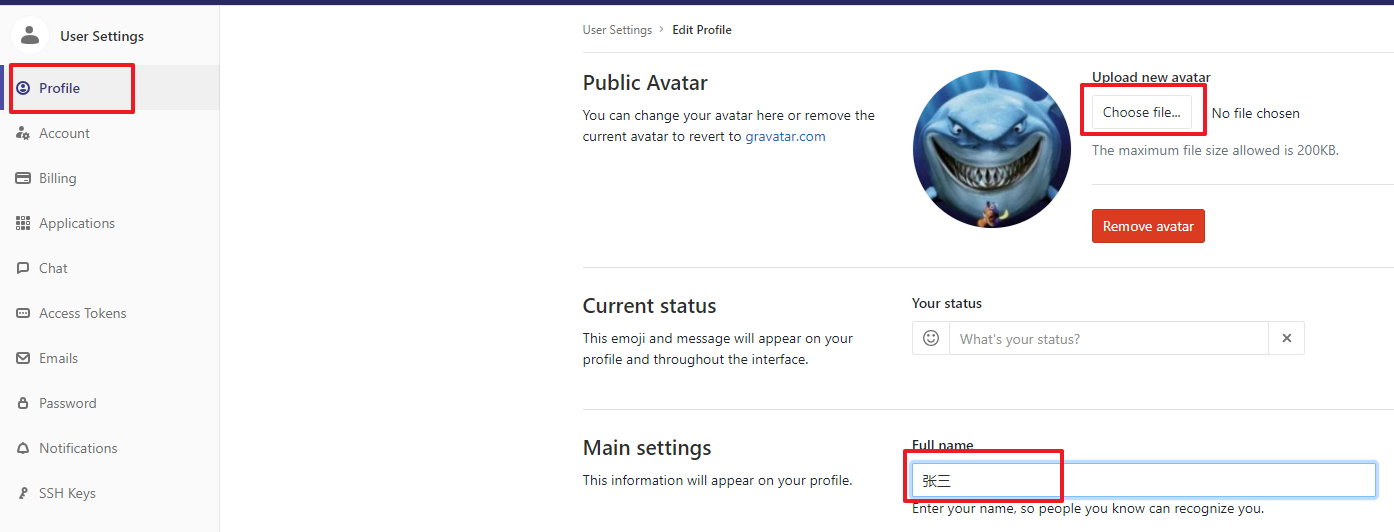 User Settings
Profile
Account
Billing
Applications
Chat
Access Tokens
Emails
Password
Notifications
SSH Keys
User Settings > Edit Profile
Public Avatar
You can change your avatar here or remove the
current avatar to revert to gravatar.com
Upload new avatar
Choose file... No file chosen
The maximum file size allowed is 200KB.
Remove avatar
Current status
This emoji and message will appear on your
profile and throughout the interface.
Your status
What's your status?
Main settings
This information will appear on your profile.
Full name
张三
Enter your name, so people you know can recognize you.